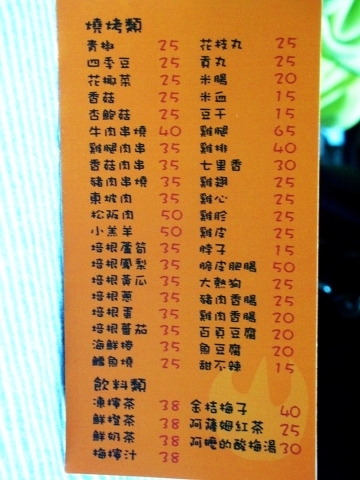 燒烤類
青椒 25
四季豆 25
花椰菜 25
香菇 25
杏鮑菇 25
牛肉串燒 40
雞腿肉串 35
香菇肉串 35
豬肉串燒 35
東坡肉 35
松阪肉 50
小羔羊 50
培根蘆筍 35
培根鳳梨 35
培根黃瓜 35
培根蔥 35
培根蛋 35
培根蕃茄 35
海鮮捲 35
鱈魚燒 25
花枝丸 25
貢丸 25
米腸 20
米血 15
豆干 15
雞腿 65
雞排 40
七里香 30
雞翅 25
雞心 25
雞胗 25
雞皮 25
脖子 15
脆皮肥腸 50
大熱狗 25
豬肉香腸 25
雞肉香腸 20
百頁豆腐 20
魚豆腐 20
甜不辣 15
飲料類
凍檸茶 38
鮮橙茶 38
鮮奶茶 38
梅檸汁 38
金桔梅子 40
阿薩姆紅茶 25
阿嬤的酸梅湯 30